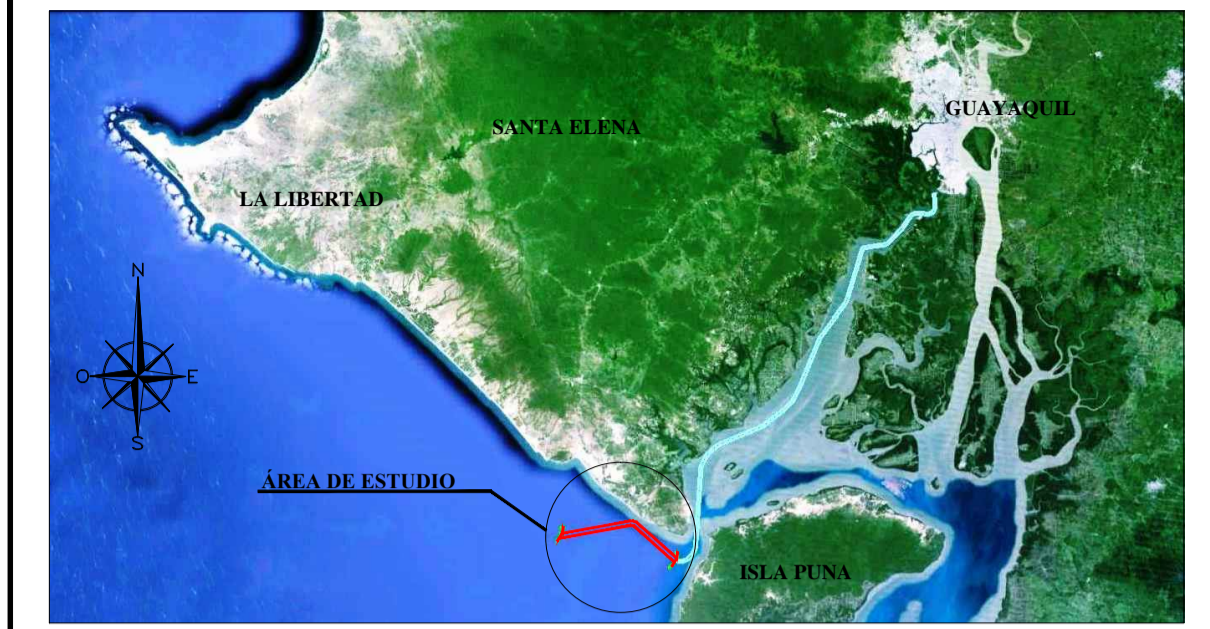 GUAYAQUIL
SANTA ELENA
LA LIBERTAD
N
O
E
S
ÁREA DE ESTUDIO
ISLA PUNA